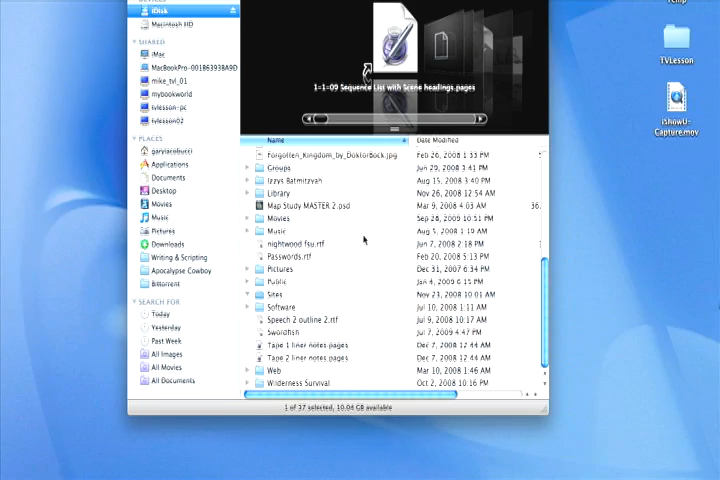 Temp
TVLesson
iShowU-
Capture.mov
DEVICES
iDisk
Macintosh HD
SHARED
iMac
MacBookPro-001B63938A9D
mike_tvl_01
mybookworld
tvlesson-pc
tvlesson02
PLACES
garyiacobucci
Applications
Documents
Desktop
Movies
Music
Pictures
Downloads
Writing & Scripting
Apocalypse Cowboy
Bittorrent
SEARCH FOR
Today
Yesterday
Past Week
All Images
All Movies
All Documents
1-1-09 Sequence List with Scene headings.pages
Name Date Modified
Forgotten_Kingdom_by_DoktorBock.jpg Feb 26, 2008 1:33 PM 5
Groups Jun 29, 2008 3:41 PM
Izzys Batmitzvah Aug 15, 2008 3:40 PM
Library Nov 26, 2008 12:54 AM
Map Study MASTER 2.psd Mar 9, 2008 4:03 AM 36.
Movies Sep 28, 2009 10:51 PM
Music Aug 5, 2008 1:19 AM
nightwood fsu.rtf Jun 7, 2008 2:18 PM
Passwords.rtf Feb 20, 2008 5:13 PM
Pictures Dec 31, 2007 6:34 PM
Public Jan 4, 2009 6:15 PM
Sites Nov 23, 2008 10:01 AM
Software Jul 10, 2008 1:11 AM
Speech 2 outline 2.rtf Jul 9, 2008 10:17 AM
Swordfish Jul 7, 2009 4:47 PM
Tape 1 liner notes.pages Dec 7, 2008 12:44 AM
Tape 2 liner notes.pages Dec 7, 2008 12:44 AM
Web Mar 10, 2008 1:46 AM
Wilderness Survival Oct 2, 2008 10:16 PM
1 of 37 selected, 10.04 GB available